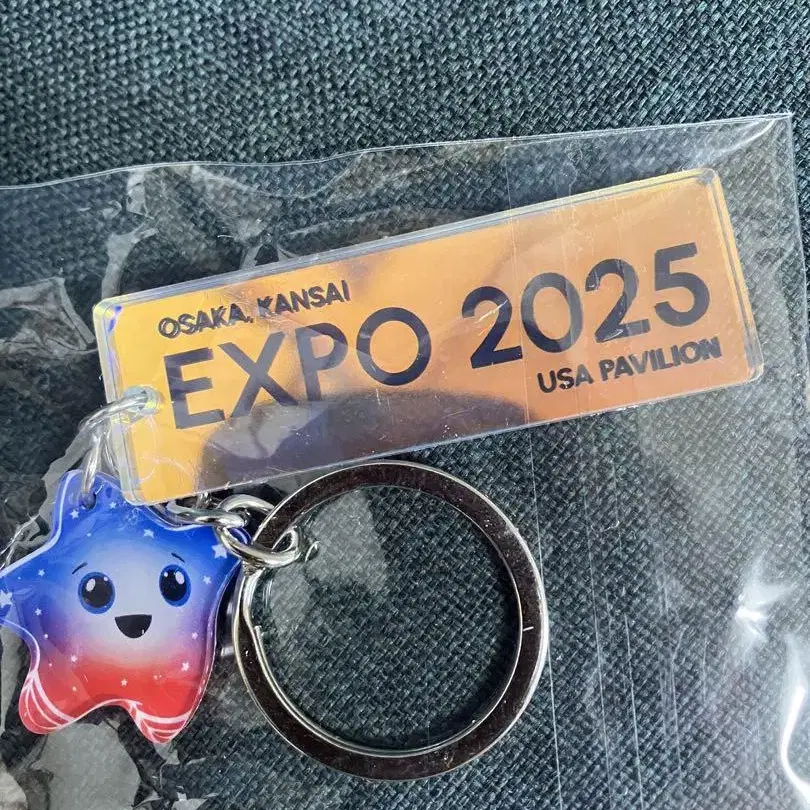 OSAKA, KANSAI
EXPO 2025
USA PAVILION